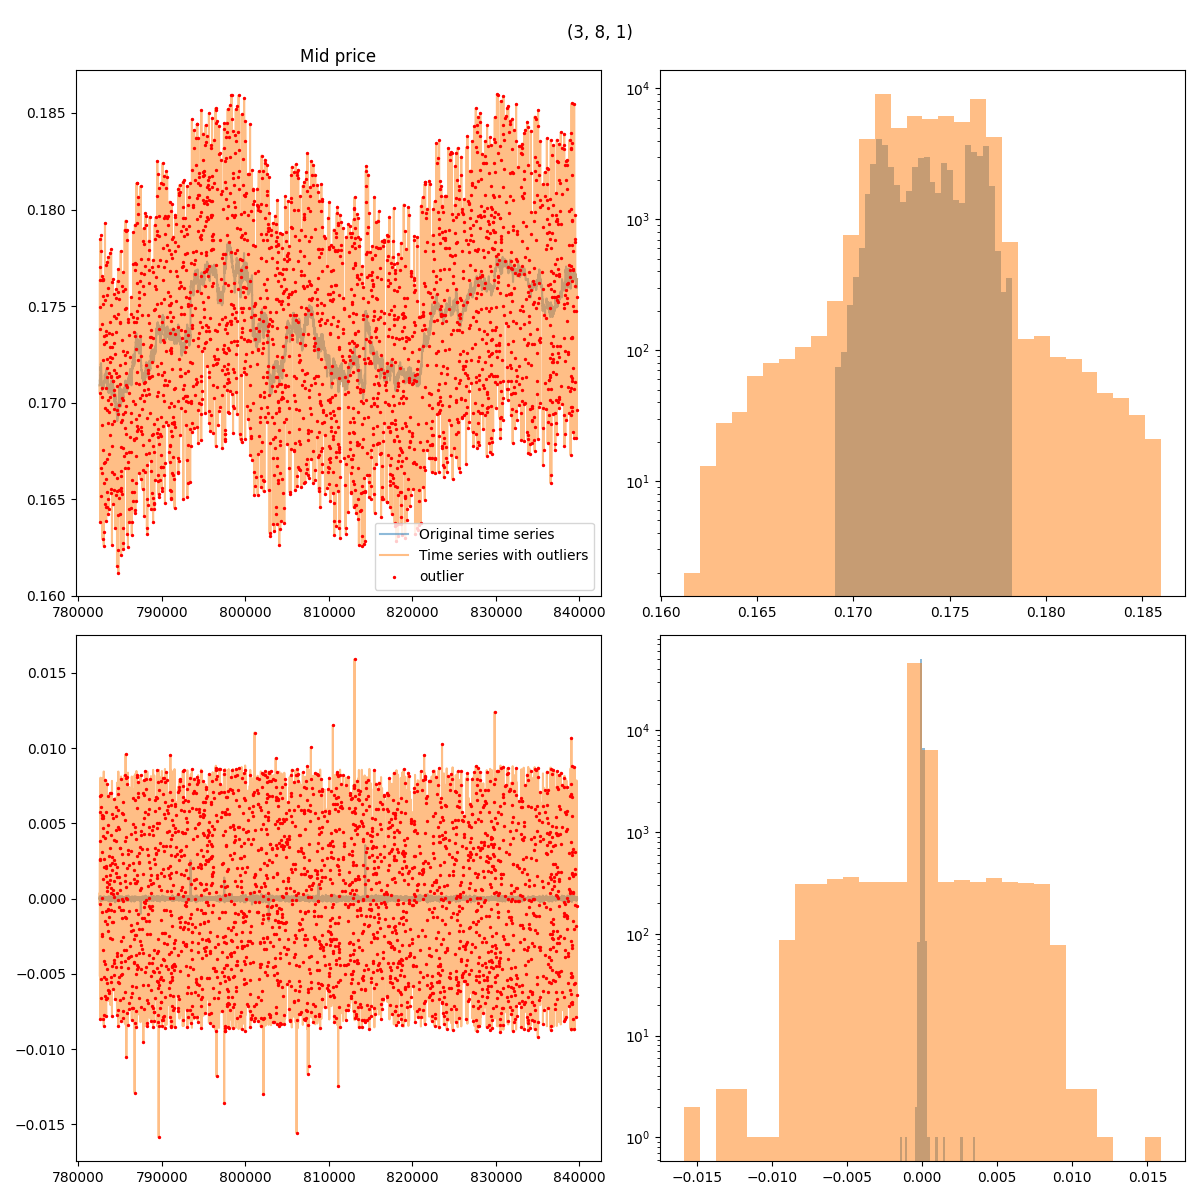 (3, 8, 1)
Mid price
0.185
0.180
0.175
0.170
0.165
0.160
780000 790000 800000 810000 820000 830000 840000
Original time series
Time series with outliers
outlier
10^4
10^3
10^2
10^1
0.160 0.165 0.170 0.175 0.180 0.185
0.015
0.010
0.005
0.000
−0.005
−0.010
−0.015
780000 790000 800000 810000 820000 830000 840000
10^4
10^3
10^2
10^1
10^0
−0.015 −0.010 −0.005 0.000 0.005 0.010 0.015